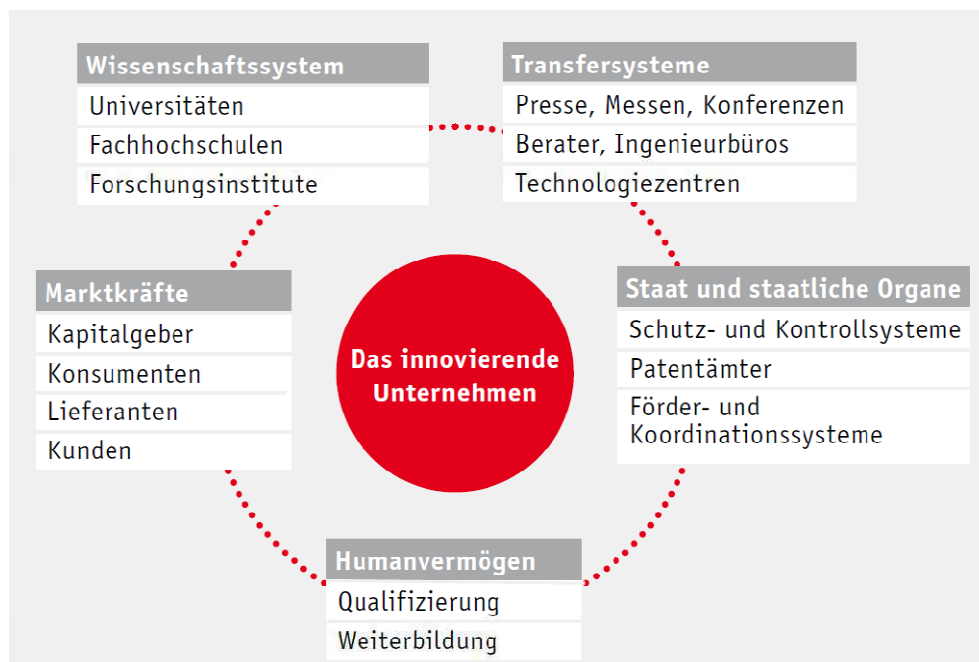 Wissenschaftssystem
Universitäten
Fachhochschulen
Forschungsinstitute
Transfersysteme
Presse, Messen, Konferenzen
Berater, Ingenieurbüros
Technologiezentren
Marktkräfte
Kapitalgeber
Konsumenten
Lieferanten
Kunden
Das innovierende
Unternehmen
Staat und staatliche Organe
Schutz- und Kontrollsysteme
Patentämter
Förder- und
Koordinationssysteme
Humanvermögen
Qualifizierung
Weiterbildung